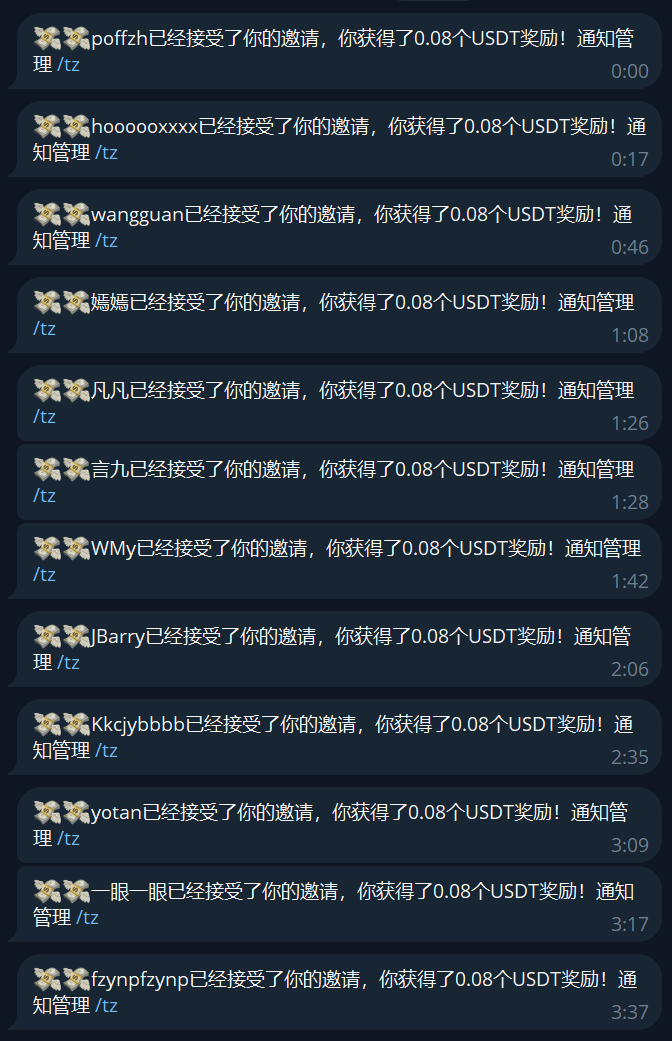 💸💸poffzh已经接受了你的邀请，你获得了0.08个USDT奖励！通知管
理 /tz
0:00
💸💸hoooooxxxx已经接受了你的邀请，你获得了0.08个USDT奖励！通
知管理 /tz
0:17
💸💸wangguan已经接受了你的邀请，你获得了0.08个USDT奖励！通
知管理 /tz
0:46
💸💸嫣嫣已经接受了你的邀请，你获得了0.08个USDT奖励！通知管理
/tz
1:08
💸💸凡凡已经接受了你的邀请，你获得了0.08个USDT奖励！通知管理
/tz
1:26
💸💸言九已经接受了你的邀请，你获得了0.08个USDT奖励！通知管理
/tz
1:28
💸💸WMy已经接受了你的邀请，你获得了0.08个USDT奖励！通知管理
/tz
1:42
💸💸JBarry已经接受了你的邀请，你获得了0.08个USDT奖励！通知管
理 /tz
2:06
💸💸Kkcjybbbb已经接受了你的邀请，你获得了0.08个USDT奖励！通
知管理 /tz
2:35
💸💸yotan已经接受了你的邀请，你获得了0.08个USDT奖励！通知管
理 /tz
3:09
💸💸一眼一眼已经接受了你的邀请，你获得了0.08个USDT奖励！通知
管理 /tz
3:17
💸💸fzynpfzynp已经接受了你的邀请，你获得了0.08个USDT奖励！通
知管理 /tz
3:37